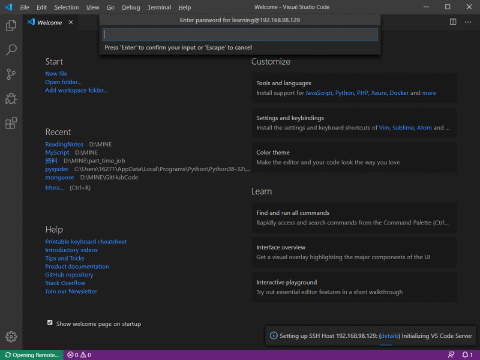 File Edit Selection View Go Debug Terminal Help Welcome - Visual Studio Code
Welcome
Enter password for learning@192.168.98.129
Press 'Enter' to confirm your input or 'Escape' to cancel
Start
New file
Open folder...
Add workspace folder...
Recent
ReadingNotes D:\MINE
MyScript D:\MINE
资料 D:\MINE\part_time_job
pyspider C:\Users\16271\AppData\Local\Programs\Python\Python38-32\...
mongoose D:\MINE\GitHubCode
More... (Ctrl+R)
Help
Printable keyboard cheatsheet
Introductory videos
Tips and Tricks
Product documentation
GitHub repository
Stack Overflow
Join our Newsletter
Show welcome page on startup
Customize
Tools and languages
Install support for JavaScript, Python, PHP, Azure, Docker and more
Settings and keybindings
Install the settings and keyboard shortcuts of Vim, Sublime, Atom and ...
Color theme
Make the editor and your code look the way you love
Learn
Find and run all commands
Rapidly access and search commands from the Command Palette (Ctrl...
Interface overview
Get a visual overlay highlighting the major components of the UI
Interactive playground
Try out essential editor features in a short walkthrough
Setting up SSH Host 192.168.98.129: (details) Initializing VS Code Server
Opening Remote... 0 0 1